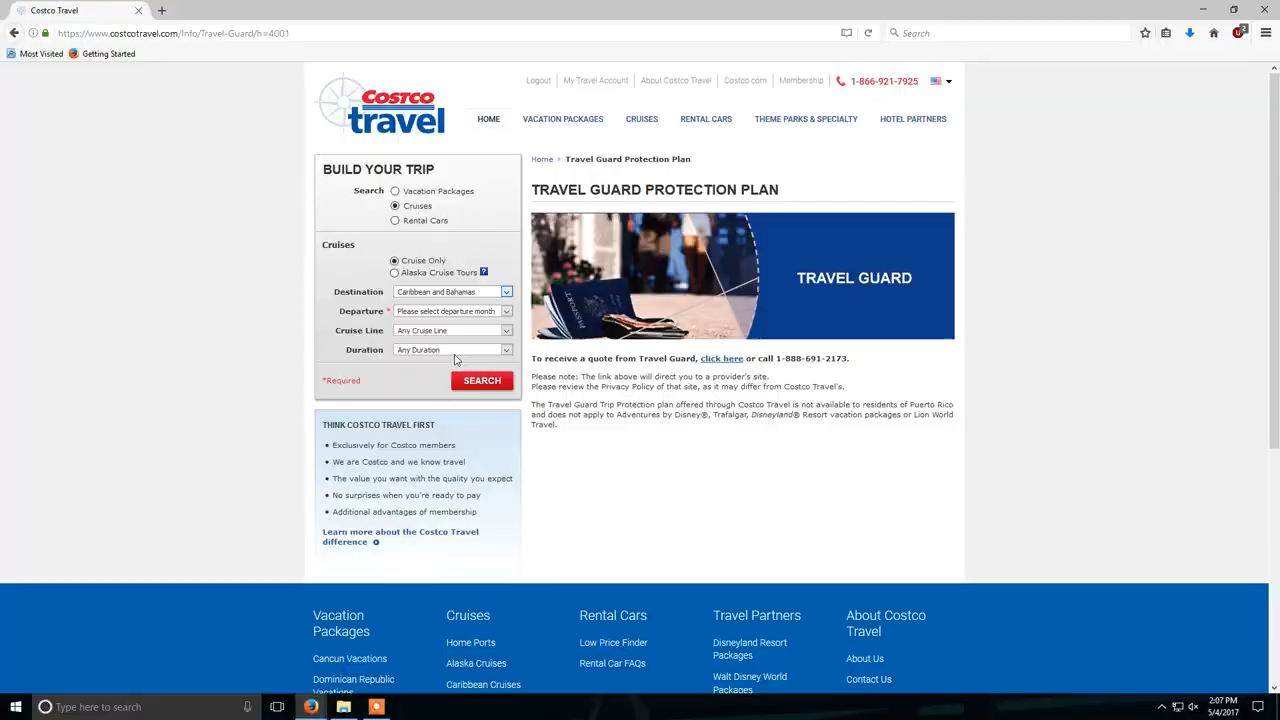 Costco Travel
https://www.costcotravel.com/Info/Travel-Guard/h=4001
Search
2
Most Visited
Getting Started
Logout
My Travel Account
About Costco Travel
Costco.com
Membership
1-866-921-7925
Costco
travel
HOME
VACATION PACKAGES
CRUISES
RENTAL CARS
THEME PARKS & SPECIALTY
HOTEL PARTNERS
BUILD YOUR TRIP
Search
Vacation Packages
Cruises
Rental Cars
Cruises
Cruise Only
Alaska Cruise Tours ?
Destination Caribbean and Bahamas
Departure * Please select departure month
Cruise Line Any Cruise Line
Duration Any Duration
*Required
SEARCH
THINK COSTCO TRAVEL FIRST
• Exclusively for Costco members
• We are Costco and we know travel
• The value you want with the quality you expect
• No surprises when you're ready to pay
• Additional advantages of membership
Learn more about the Costco Travel
difference
Home » Travel Guard Protection Plan
TRAVEL GUARD PROTECTION PLAN
PASSPORT
TRAVEL GUARD
To receive a quote from Travel Guard, click here or call 1-888-691-2173.
Please note: The link above will direct you to a provider's site.
Please review the Privacy Policy of that site, as it may differ from Costco Travel's.
The Travel Guard Trip Protection plan offered through Costco Travel is not available to residents of Puerto Rico
and does not apply to Adventures by Disney®, Trafalgar, Disneyland® Resort vacation packages or Lion World
Travel.
Vacation
Packages
Cancun Vacations
Dominican Republic
Vacations
Cruises
Home Ports
Alaska Cruises
Caribbean Cruises
Rental Cars
Low Price Finder
Rental Car FAQs
Travel Partners
Disneyland Resort
Packages
Walt Disney World
Packages
About Costco
Travel
About Us
Contact Us
Type here to search
2:07 PM
5/4/2017